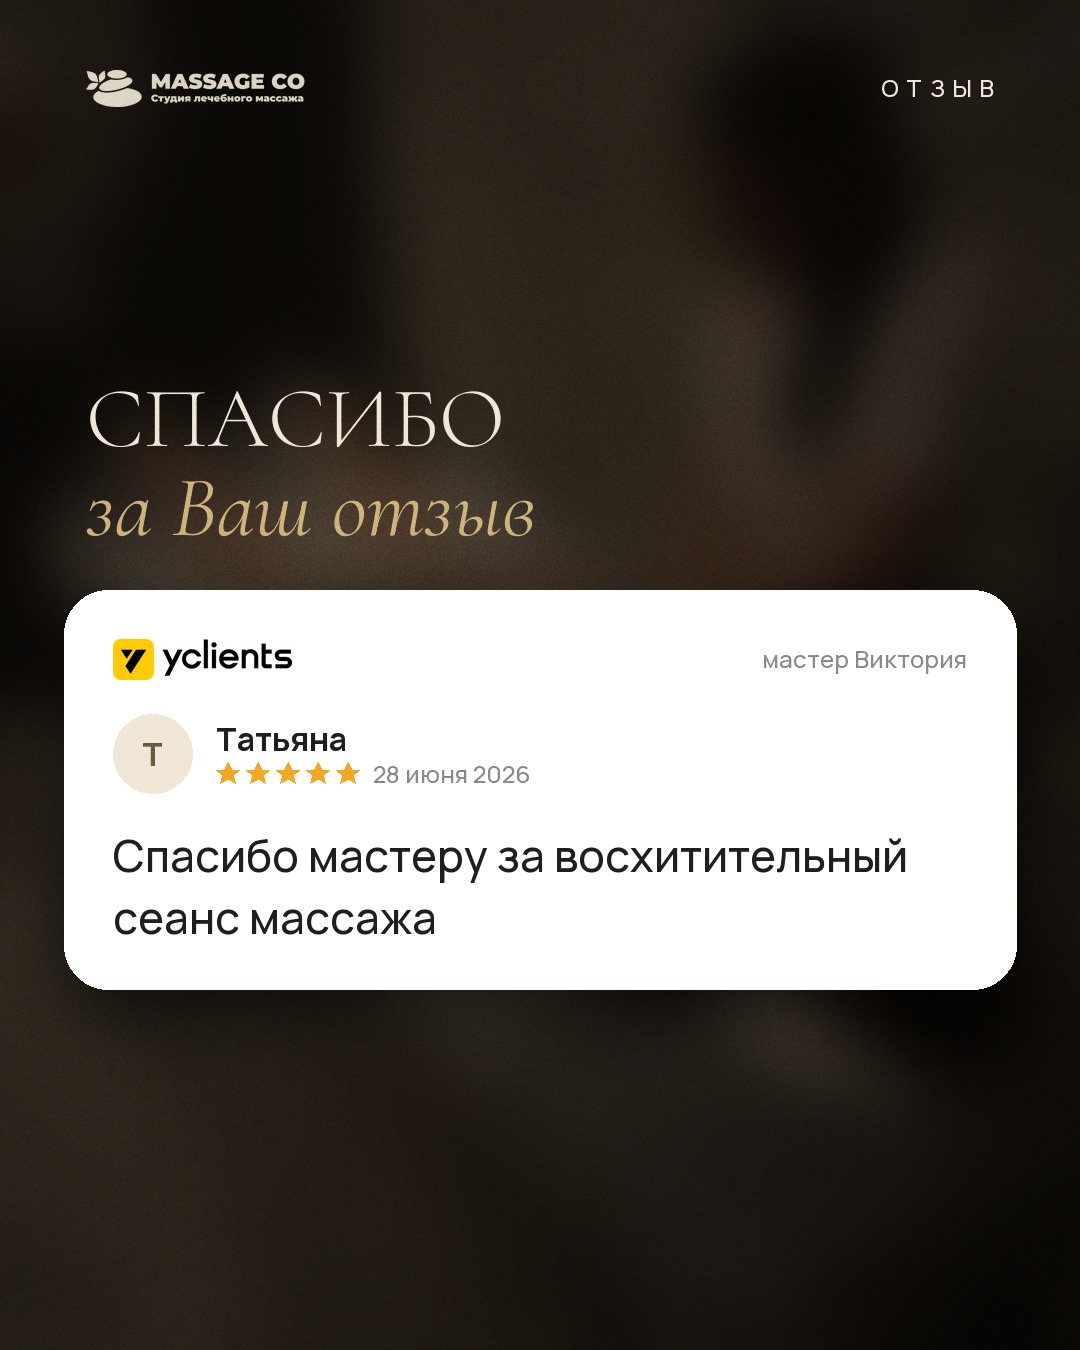 MASSAGE CO
Студия лечебного массажа
ОТЗЫВ
СПАСИБО
за Ваш отзыв
yclients
мастер Виктория
Т
Татьяна
28 июня 2026
Спасибо мастеру за восхитительный
сеанс массажа